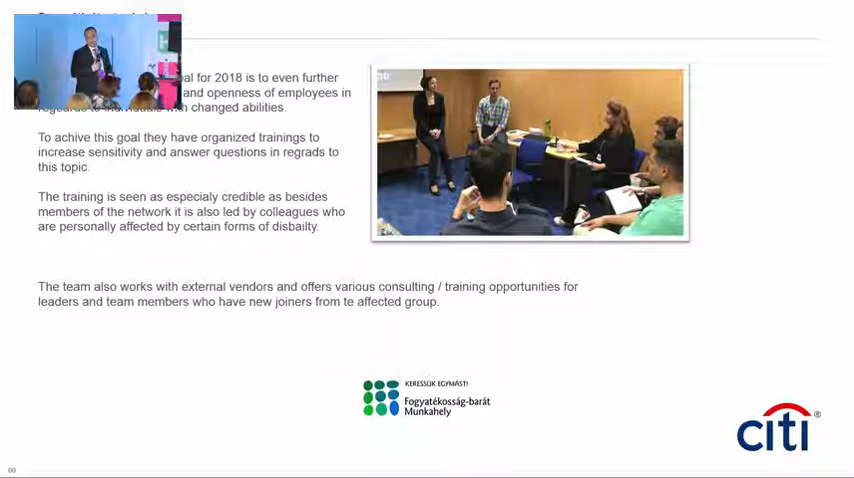 al for 2018 is to even further
and openness of employees in
changed abilities.
To achive this goal they have organized trainings to
increase sensitivity and answer questions in regrads to
this topic.
The training is seen as especialy credible as besides
members of the network it is also led by colleagues who
are personally affected by certain forms of disbailty.
The team also works with external vendors and offers various consulting / training opportunities for
leaders and team members who have new joiners from te affected group.
KERESSÜK EGYMÁST!
Fogyatékosság-barát
Munkahely
citi®